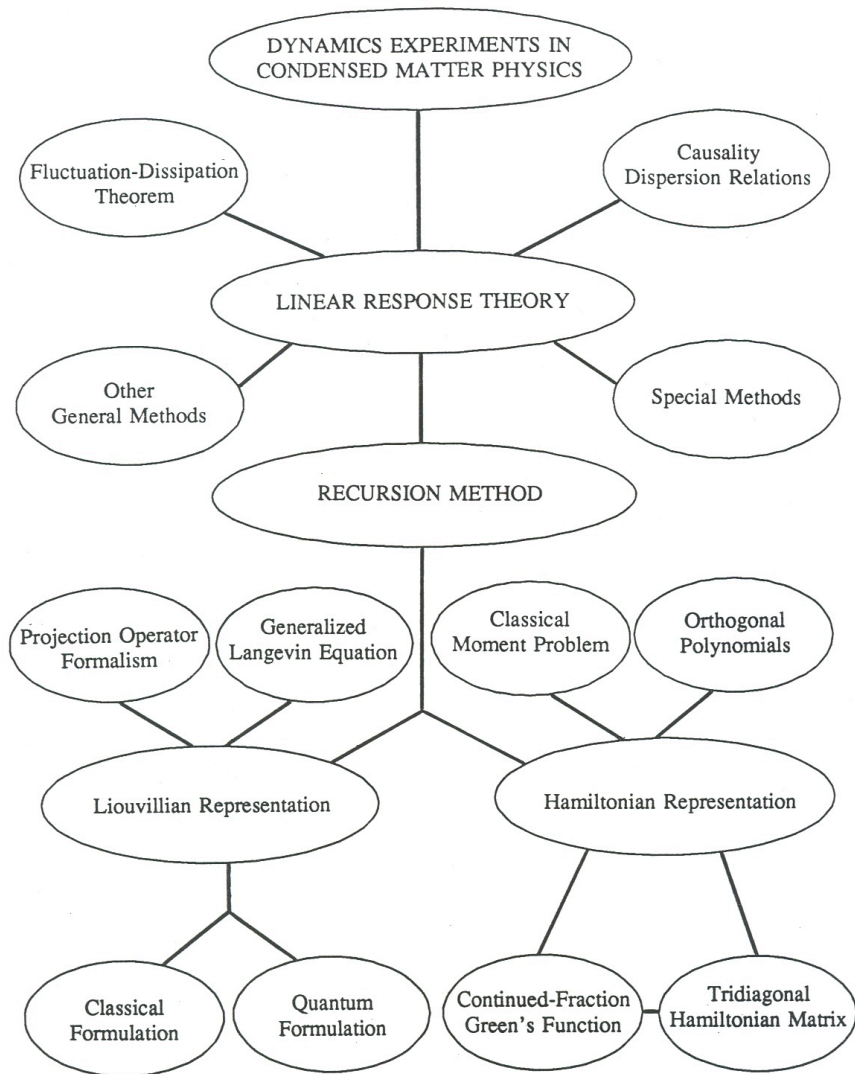 DYNAMICS EXPERIMENTS IN
CONDENSED MATTER PHYSICS
Fluctuation-Dissipation
Theorem
Causality
Dispersion Relations
LINEAR RESPONSE THEORY
Other
General Methods
Special Methods
RECURSION METHOD
Projection Operator
Formalism
Generalized
Langevin Equation
Classical
Moment Problem
Orthogonal
Polynomials
Liouvillian Representation
Hamiltonian Representation
Classical
Formulation
Quantum
Formulation
Continued-Fraction
Green's Function
Tridiagonal
Hamiltonian Matrix